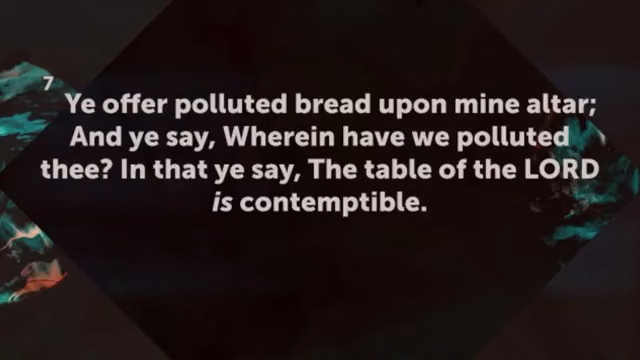 7
Ye offer polluted bread upon mine altar;
And ye say, Wherein have we polluted
thee? In that ye say, The table of the LORD
is contemptible.